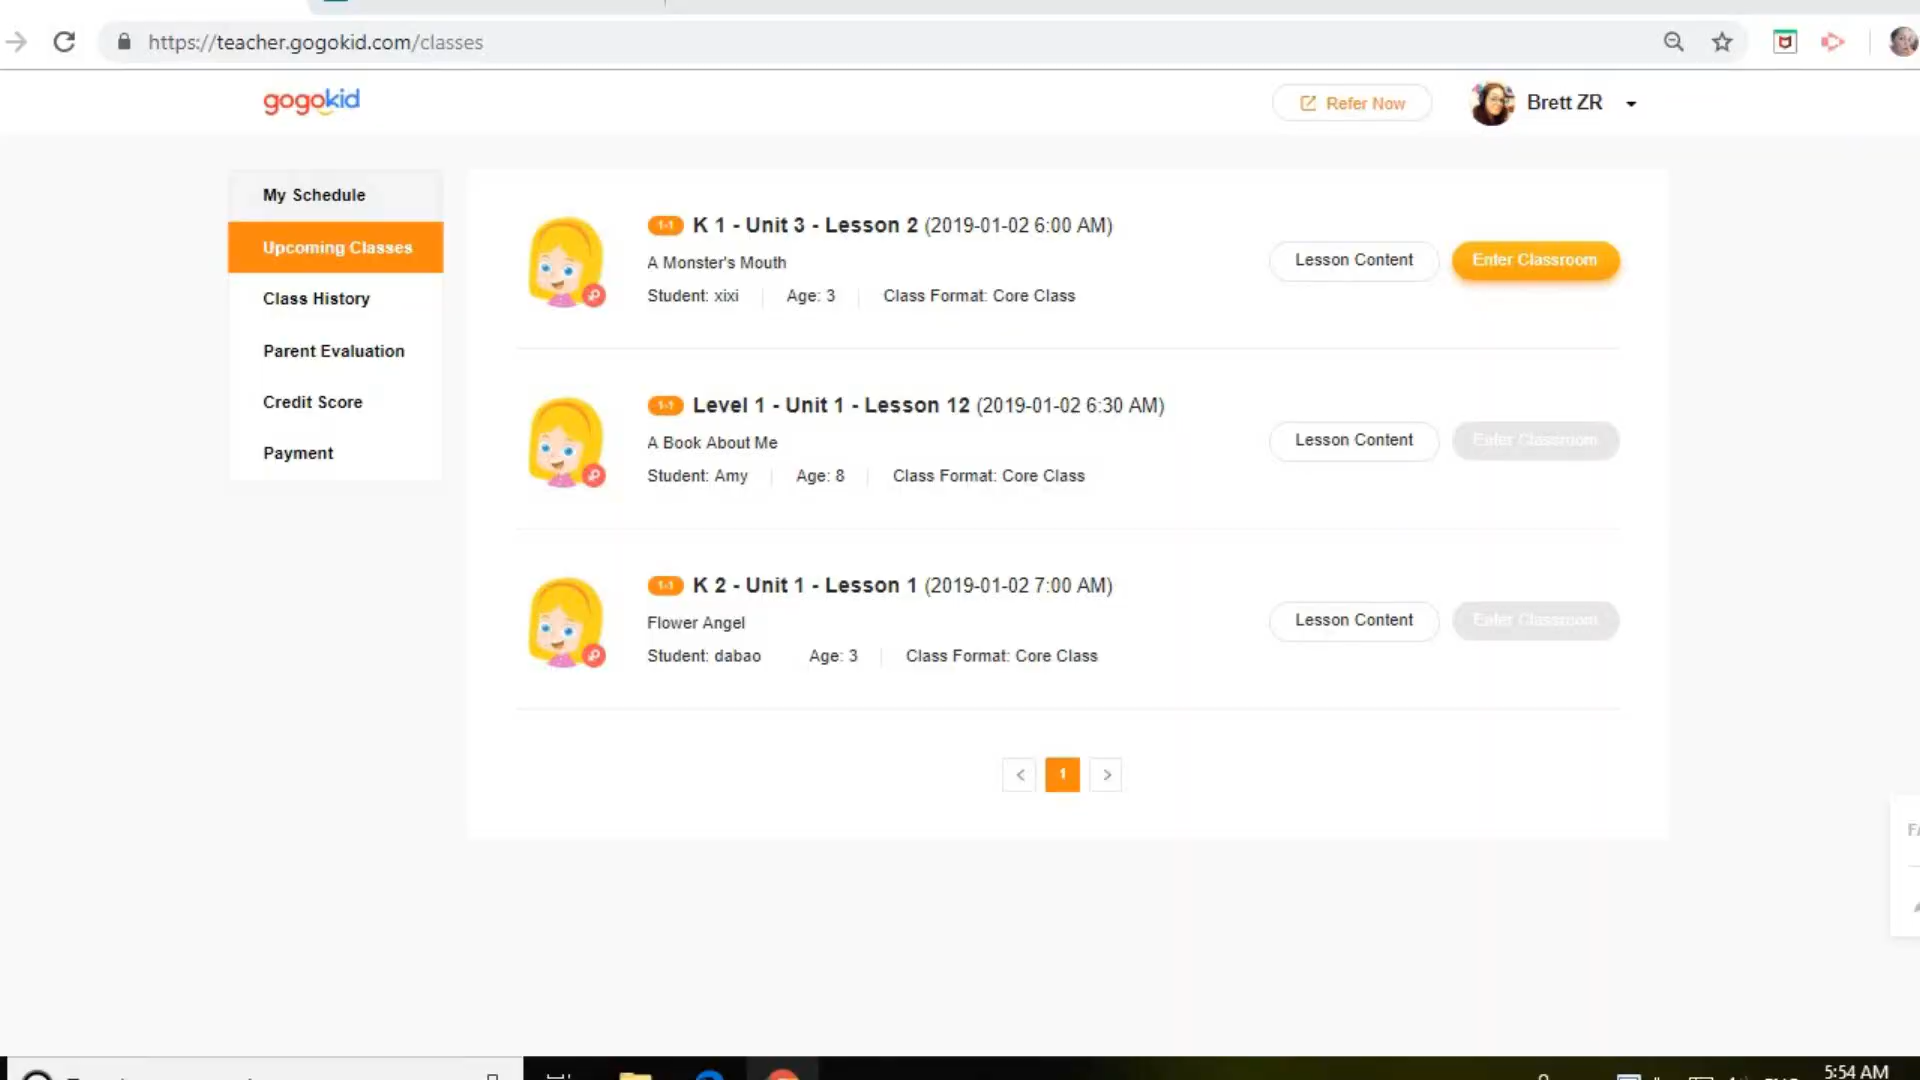 https://teacher.gogokid.com/classes
gogokid
Refer Now
Brett ZR
My Schedule
Upcoming Classes
Class History
Parent Evaluation
Credit Score
Payment
1-1 K 1 - Unit 3 - Lesson 2 (2019-01-02 6:00 AM)
A Monster's Mouth
Student: xixi Age: 3 Class Format: Core Class
Lesson Content
Enter Classroom
1-1 Level 1 - Unit 1 - Lesson 12 (2019-01-02 6:30 AM)
A Book About Me
Student: Amy Age: 8 Class Format: Core Class
Lesson Content
Enter Classroom
1-1 K 2 - Unit 1 - Lesson 1 (2019-01-02 7:00 AM)
Flower Angel
Student: dabao Age: 3 Class Format: Core Class
Lesson Content
Enter Classroom
< 1 >
5:54 AM